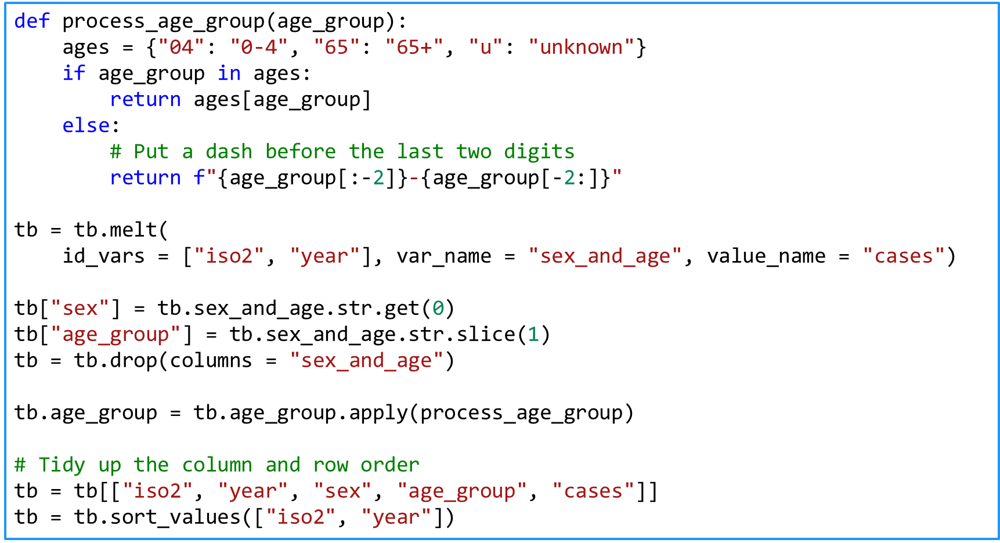 def process_age_group(age_group):
    ages = {"04": "0-4", "65": "65+", "u": "unknown"}
    if age_group in ages:
        return ages[age_group]
    else:
        # Put a dash before the last two digits
        return f"{age_group[:-2]}-{age_group[-2:]}"

tb = tb.melt(
    id_vars = ["iso2", "year"], var_name = "sex_and_age", value_name = "cases")

tb["sex"] = tb.sex_and_age.str.get(0)
tb["age_group"] = tb.sex_and_age.str.slice(1)
tb = tb.drop(columns = "sex_and_age")

tb.age_group = tb.age_group.apply(process_age_group)

# Tidy up the column and row order
tb = tb[["iso2", "year", "sex", "age_group", "cases"]]
tb = tb.sort_values(["iso2", "year"])